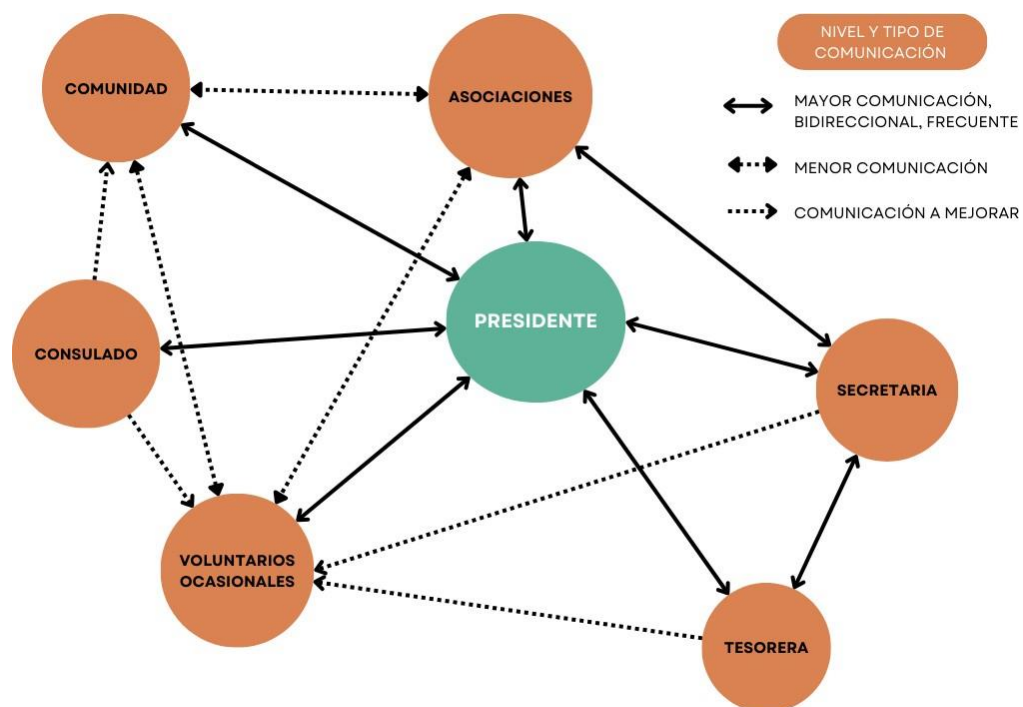 NIVEL Y TIPO DE
COMUNICACIÓN
COMUNIDAD
ASOCIACIONES
MAYOR COMUNICACIÓN,
BIDIRECCIONAL, FRECUENTE
MENOR COMUNICACIÓN
COMUNICACIÓN A MEJORAR
PRESIDENTE
CONSULADO
SECRETARIA
VOLUNTARIOS
OCASIONALES
TESORERA